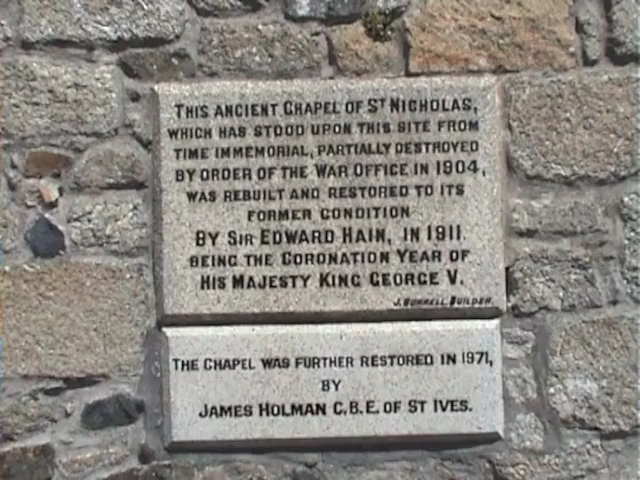 THIS ANCIENT CHAPEL OF ST NICHOLAS,
WHICH HAS STOOD UPON THIS SITE FROM
TIME IMMEMORIAL, PARTIALLY DESTROYED
BY ORDER OF THE WAR OFFICE IN 1904,
WAS REBUILT AND RESTORED TO ITS
FORMER CONDITION
BY SIR EDWARD HAIN, IN 1911.
BEING THE CORONATION YEAR OF
HIS MAJESTY KING GEORGE V.
J. BURRELL, BUILDER.
THE CHAPEL WAS FURTHER RESTORED IN 1971,
BY
JAMES HOLMAN C.B.E. OF ST IVES.